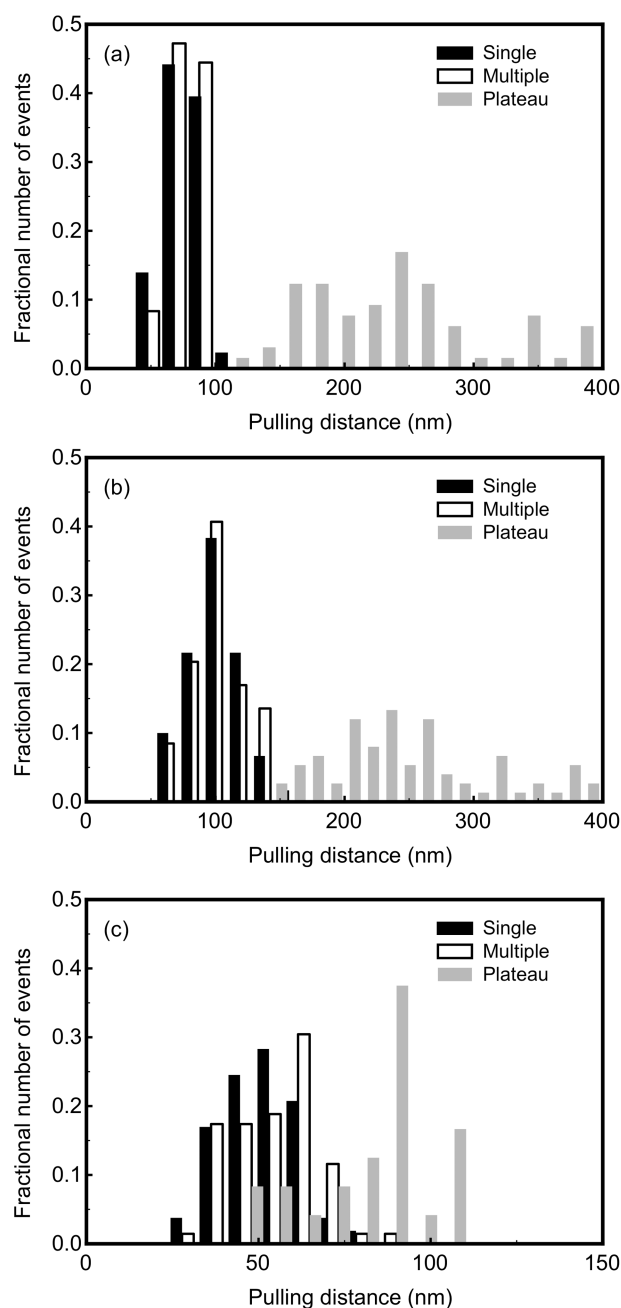 0.5
(a)
Single
Multiple
Plateau
0.4
0.3
0.2
0.1
0.0
Fractional number of events
0 100 200 300 400
Pulling distance (nm)
0.5
(b)
Single
Multiple
Plateau
0.4
0.3
0.2
0.1
0.0
Fractional number of events
0 100 200 300 400
Pulling distance (nm)
0.5
(c)
Single
Multiple
Plateau
0.4
0.3
0.2
0.1
0.0
Fractional number of events
0 50 100 150
Pulling distance (nm)